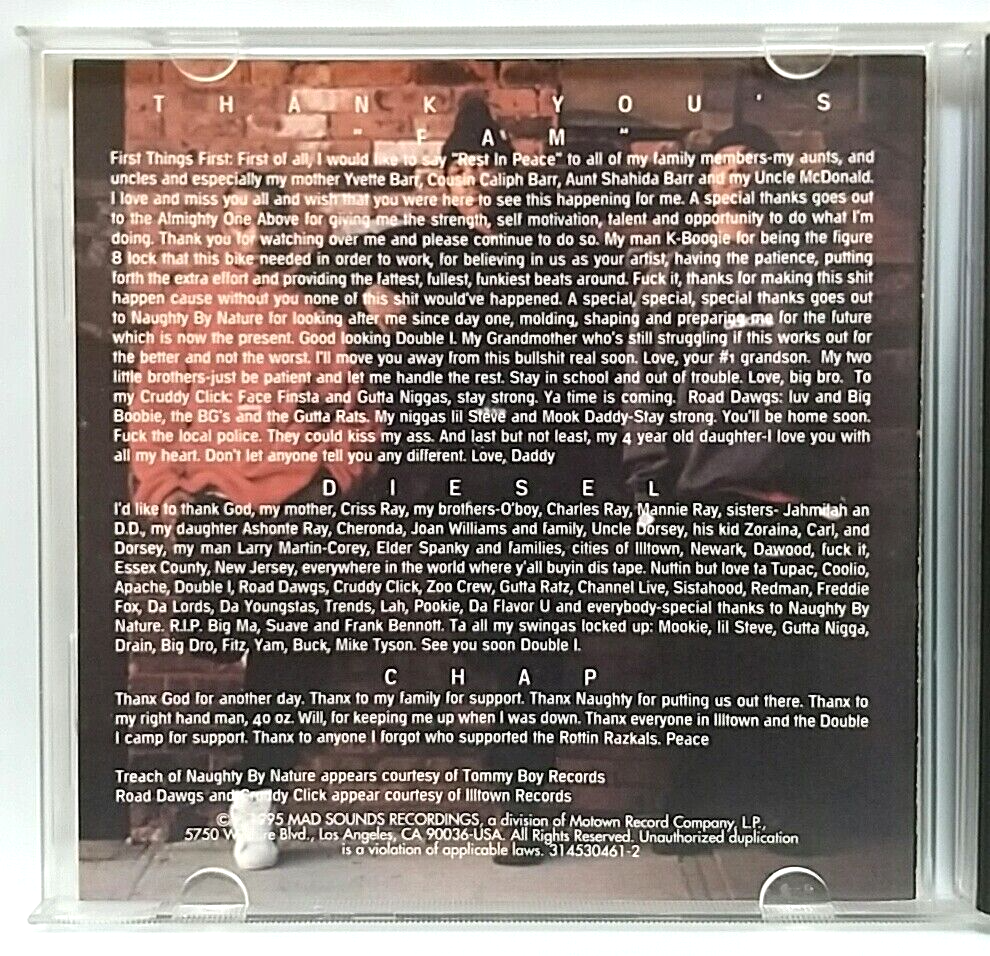 THANK YOU'S
"FAM"
First Things First: First of all, I would like to say "Rest In Peace" to all of my family members-my aunts, and
uncles and especially my mother Yvette Barr, Cousin Caliph Barr, Aunt Shahida Barr and my Uncle McDonald.
I love and miss you all and wish that you were here to see this happening for me. A special thanks goes out
to the Almighty One Above for giving me the strength, self motivation, talent and opportunity to do what I'm
doing. Thank you for watching over me and please continue to do so. My man K-Boogie for being the figure
8 lock that this bike needed in order to work, for believing in us as your artist, having the patience, putting
forth the extra effort and providing the fattest, fullest, funkiest beats around. Fuck it, thanks for making this shit
happen cause without you none of this shit would've happened. A special, special, special thanks goes out
to Naughty By Nature for looking after me since day one, molding, shaping and preparing me for the future
which is now the present. Good looking Double I. My Grandmother who's still struggling if this works out for
the better and not the worst. I'll move you away from this bullshit real soon. Love, your #1 grandson. My two
little brothers-just be patient and let me handle the rest. Stay in school and out of trouble. Love, big bro. To
my Cruddy Click: Face Finsta and Gutta Niggas, stay strong. Ya time is coming. Road Dawgs: luv and Big
Boobie, the BG's and the Gutta Rats. My niggas lil Steve and Mook Daddy-Stay strong. You'll be home soon.
Fuck the local police. They could kiss my ass. And last but not least, my 4 year old daughter-I love you with
all my heart. Don't let anyone tell you any different. Love, Daddy
DIESEL
I'd like to thank God, my mother, Criss Ray, my brothers-O'boy, Charles Ray, Mannie Ray, sisters- Jahmilah an
D.D., my daughter Ashonte Ray, Cheronda, Joan Williams and family, Uncle Dorsey, his kid Zoraina, Carl, and
Dorsey, my man Larry Martin-Corey, Elder Spanky and families, cities of Illtown, Newark, Dawood, fuck it,
Essex County, New Jersey, everywhere in the world where y'all buyin dis tape. Nuttin but love ta Tupac, Coolio,
Apache, Double I, Road Dawgs, Cruddy Click, Zoo Crew, Gutta Ratz, Channel Live, Sistahood, Redman, Freddie
Fox, Da Lords, Da Youngstas, Trends, Lah, Pookie, Da Flavor U and everybody-special thanks to Naughty By
Nature. R.I.P. Big Ma, Suave and Frank Bennott. Ta all my swingas locked up: Mookie, lil Steve, Gutta Nigga,
Drain, Big Dro, Fitz, Yam, Buck, Mike Tyson. See you soon Double I.
CHAP
Thanx God for another day. Thanx to my family for support. Thanx Naughty for putting us out there. Thanx to
my right hand man, 40 oz. Will, for keeping me up when I was down. Thanx everyone in Illtown and the Double
I camp for support. Thanx to anyone I forgot who supported the Rottin Razkals. Peace
Treach of Naughty By Nature appears courtesy of Tommy Boy Records
Road Dawgs and Cruddy Click appear courtesy of Illtown Records
© 1995 MAD SOUNDS RECORDINGS, a division of Motown Record Company, L.P.,
5750 Wilshire Blvd., Los Angeles, CA 90036-USA. All Rights Reserved. Unauthorized duplication
is a violation of applicable laws. 314530461-2